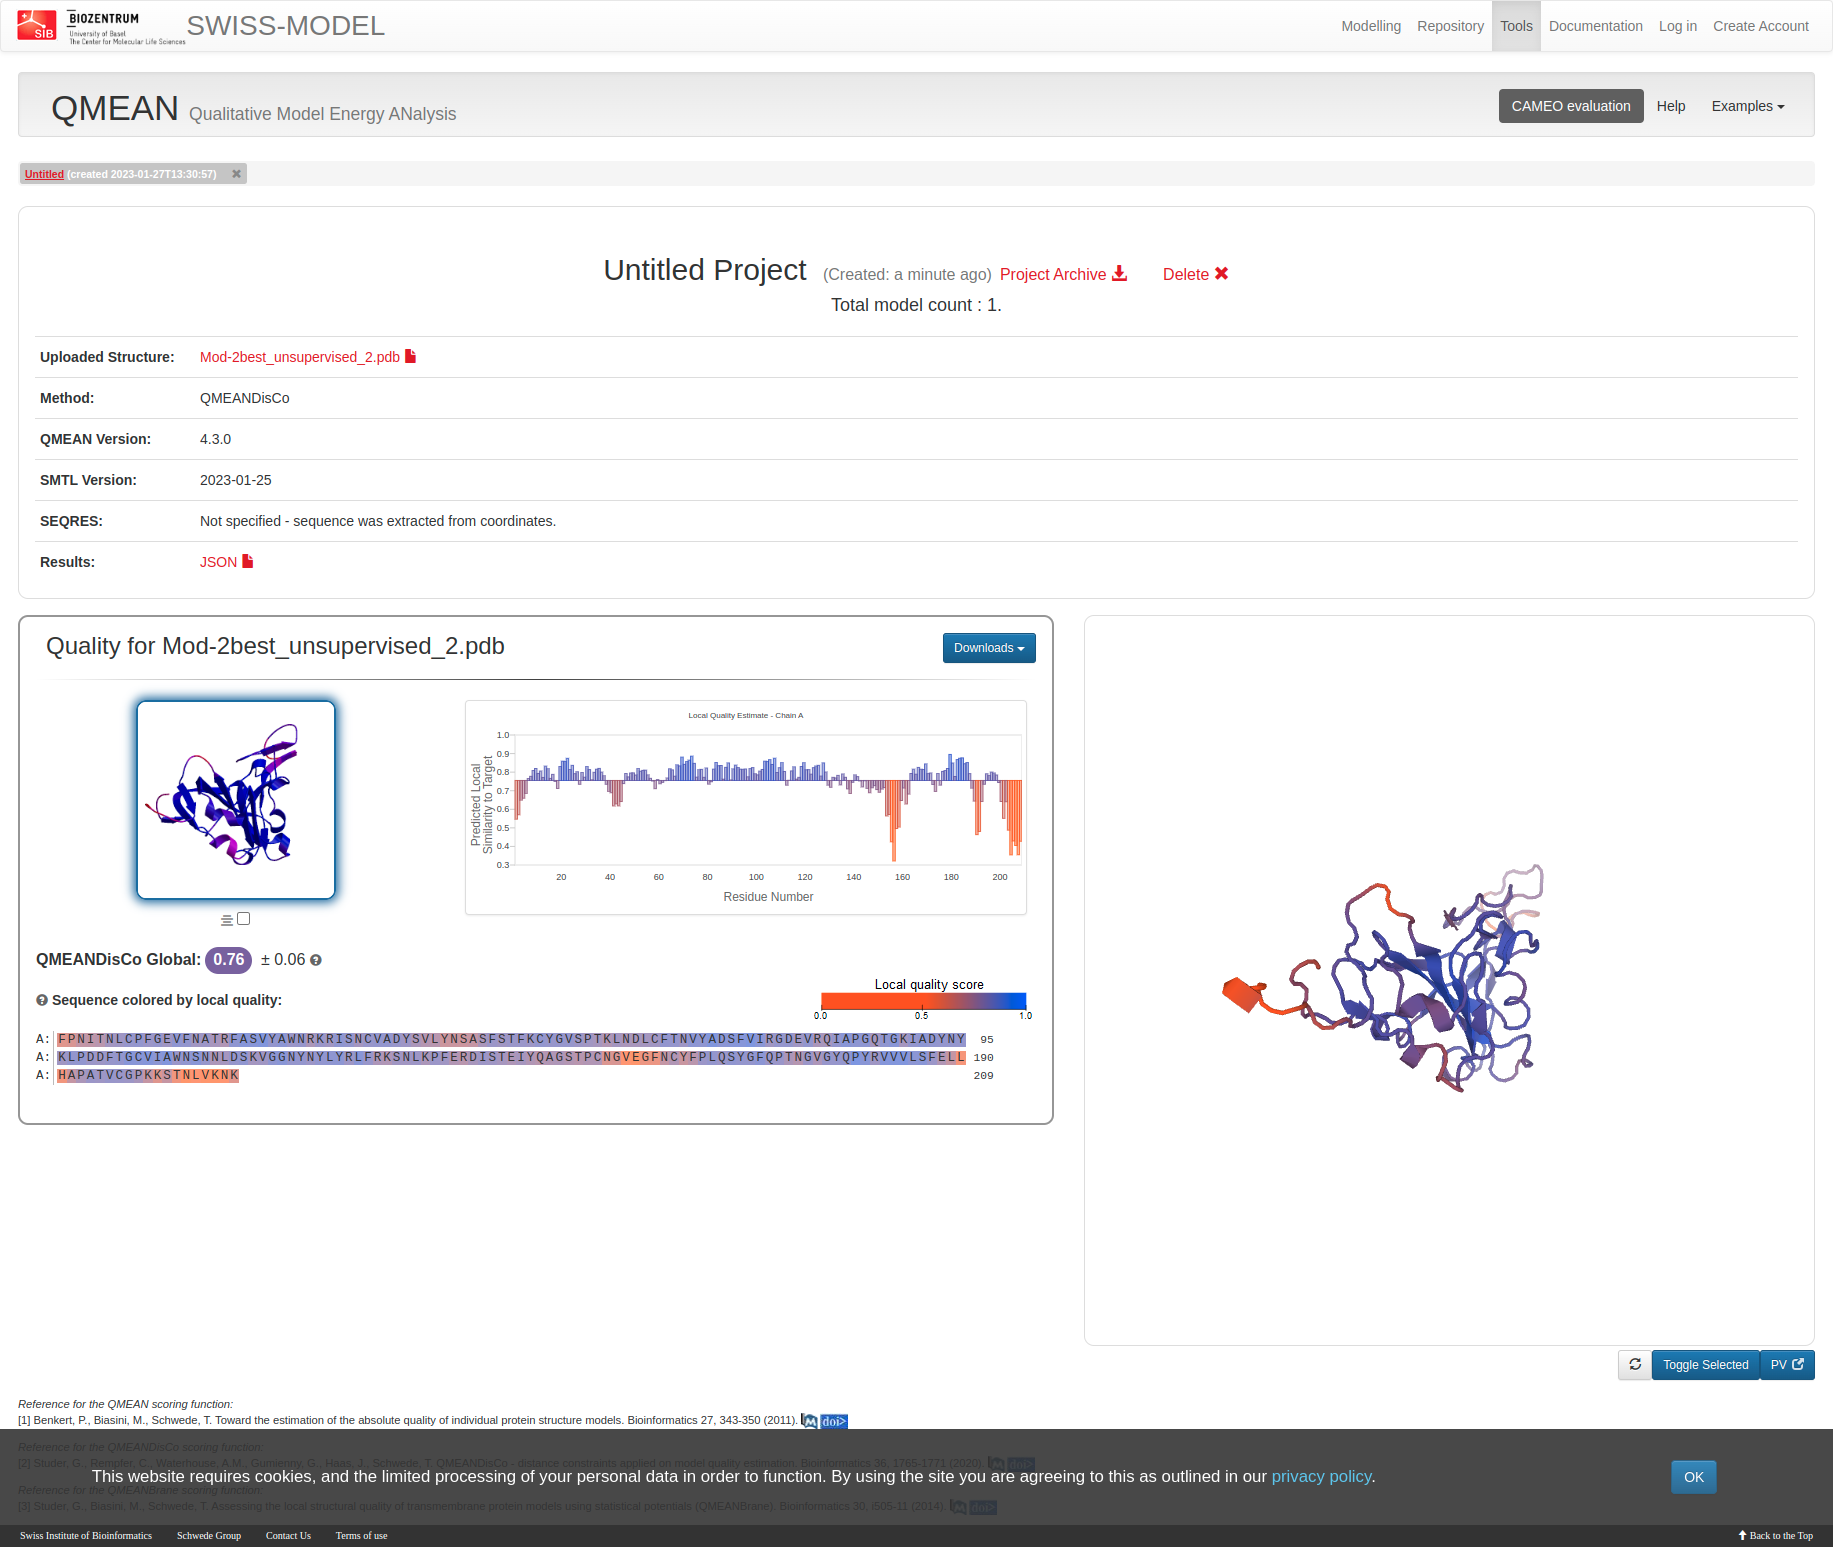 SIB
BIOZENTRUM
University of Basel
The Center for Molecular Life Sciences
SWISS-MODEL
Modelling Repository Tools Documentation Log in Create Account
QMEAN Qualitative Model Energy ANalysis
CAMEO evaluation Help Examples
Untitled (created 2023-01-27T13:30:57) ✖
Untitled Project (Created: a minute ago) Project Archive Delete ✖
Total model count : 1.
Uploaded Structure: Mod-2best_unsupervised_2.pdb
Method: QMEANDisCo
QMEAN Version: 4.3.0
SMTL Version: 2023-01-25
SEQRES: Not specified - sequence was extracted from coordinates.
Results: JSON
Quality for Mod-2best_unsupervised_2.pdb
Downloads
Local Quality Estimate - Chain A
Predicted Local
Similarity to Target
1.0
0.9
0.8
0.7
0.6
0.5
0.4
0.3
20 40 60 80 100 120 140 160 180 200
Residue Number
QMEANDisCo Global: 0.76 ± 0.06
Sequence colored by local quality:
Local quality score
0.0 0.5 1.0
A: FPNITNLCPFGEVFNATRFASVYAWNRKRISNCVADYSVLYNSASFSTFKCYGVSPTKLNDLCFTNVYADSFVIRGDEVRQIAPGQTGKIADYNY 95
A: KLPDDFTGCVIAWNSNNLDSKVGGNYNYLYRLFRKSNLKPFERDISTEIYQAGSTPCNGVEGFNCYFPLQSYGFQPTNGVGYQPYRVVVLSFELL 190
A: HAPATVCGPKKSTNLVKNK 209
Toggle Selected
PV
Reference for the QMEAN scoring function:
[1] Benkert, P., Biasini, M., Schwede, T. Toward the estimation of the absolute quality of individual protein structure models. Bioinformatics 27, 343-350 (2011). M doi>
Reference for the QMEANDisCo scoring function:
[2] Studer, G., Rempfer, C., Waterhouse, A.M., Gumienny, G., Haas, J., Schwede, T. QMEANDisCo - distance constraints applied on model quality estimation. Bioinformatics 36, 1765-1771 (2020). M doi>
This website requires cookies, and the limited processing of your personal data in order to function. By using the site you are agreeing to this as outlined in our privacy policy.
OK
Reference for the QMEANBrane scoring function:
[3] Studer, G., Biasini, M., Schwede, T. Assessing the local structural quality of transmembrane protein models using statistical potentials (QMEANBrane). Bioinformatics 30, i505-11 (2014). M doi>
Swiss Institute of Bioinformatics Schwede Group Contact Us Terms of use
Back to the Top